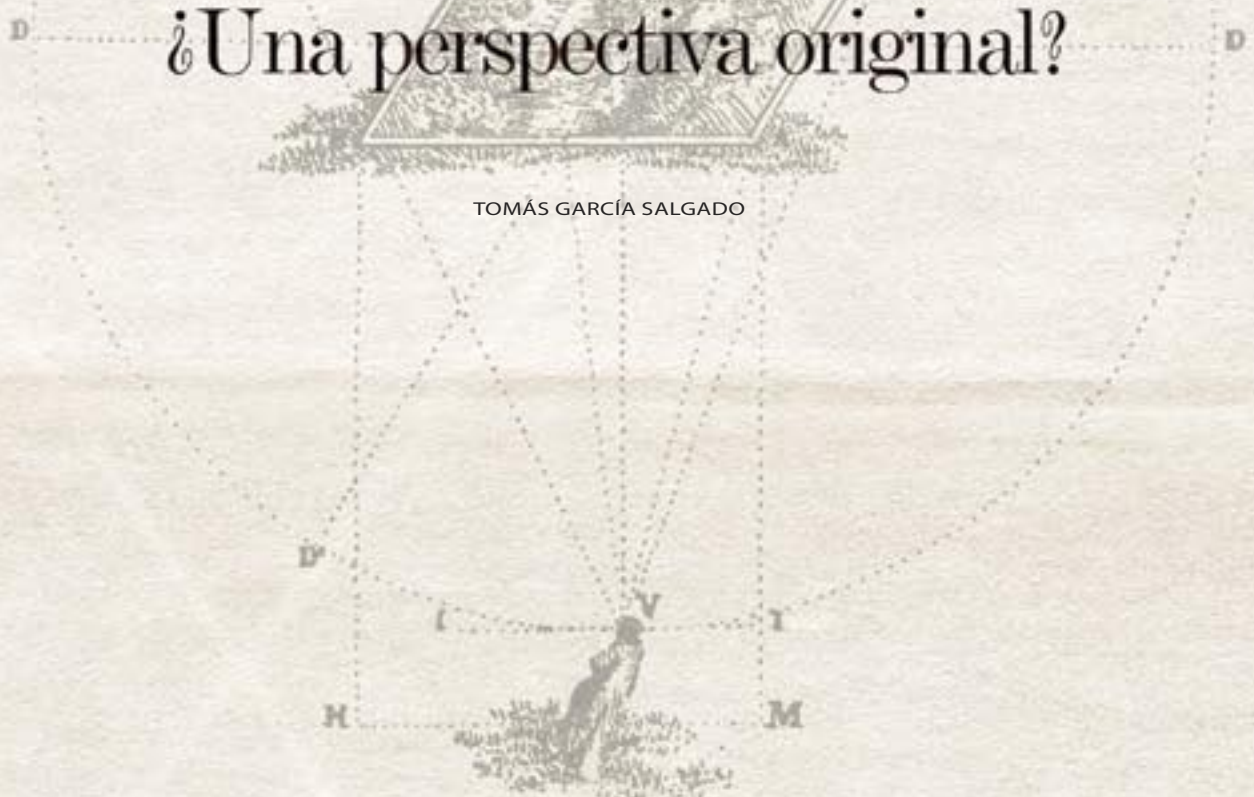 D ¿Una perspectiva original? D
TOMÁS GARCÍA SALGADO
D
V
I I
H M